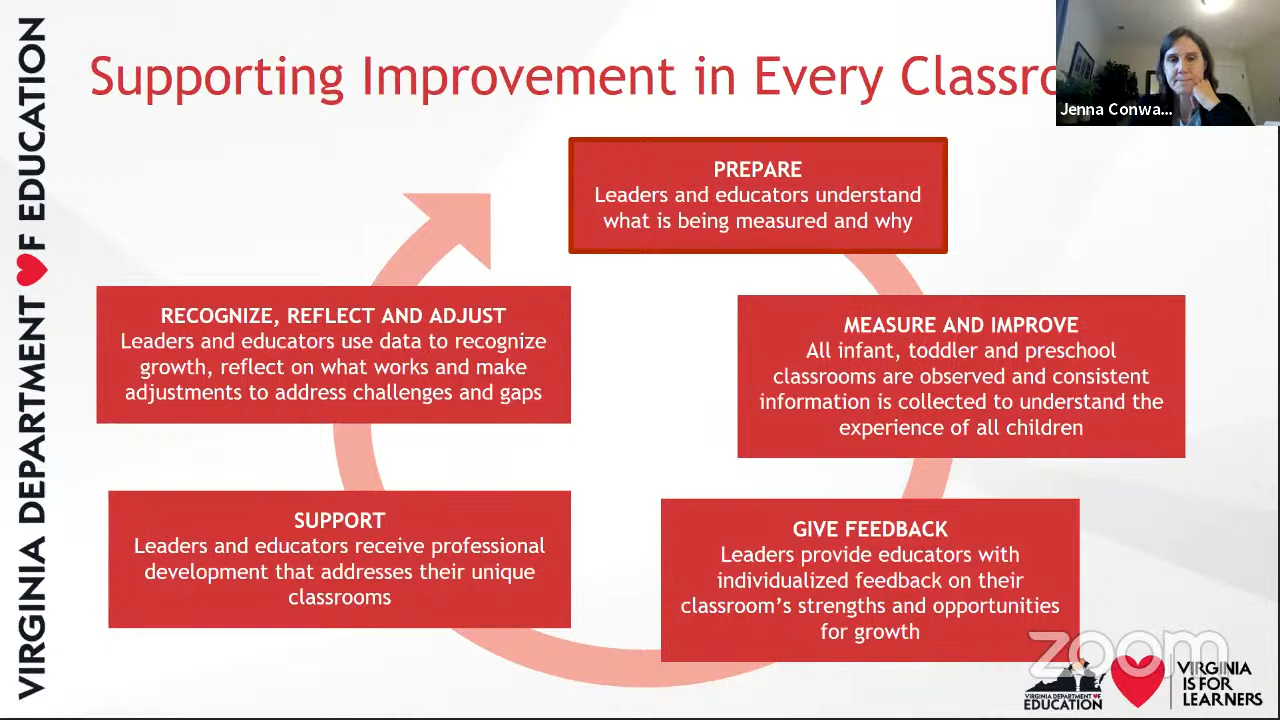 VIRGINIA DEPARTMENT OF EDUCATION
Supporting Improvement in Every Classro
Jenna Conwa...
PREPARE
Leaders and educators understand
what is being measured and why
MEASURE AND IMPROVE
All infant, toddler and preschool
classrooms are observed and consistent
information is collected to understand the
experience of all children
GIVE FEEDBACK
Leaders provide educators with
individualized feedback on their
classroom's strengths and opportunities
for growth
SUPPORT
Leaders and educators receive professional
development that addresses their unique
classrooms
RECOGNIZE, REFLECT AND ADJUST
Leaders and educators use data to recognize
growth, reflect on what works and make
adjustments to address challenges and gaps
zoom
VIRGINIA DEPARTMENT OF
EDUCATION
VIRGINIA
IS FOR
LEARNERS